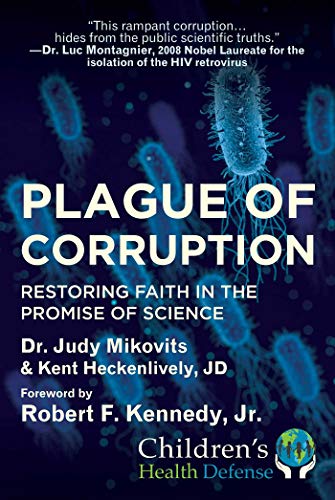 “This rampant corruption…
hides from the public scientific truths.”
—Dr. Luc Montagnier, 2008 Nobel Laureate for the
isolation of the HIV retrovirus
PLAGUE OF
CORRUPTION
RESTORING FAITH IN THE
PROMISE OF SCIENCE
Dr. Judy Mikovits
& Kent Heckenlively, JD
Foreword by
Robert F. Kennedy, Jr.
Children’s
Health Defense